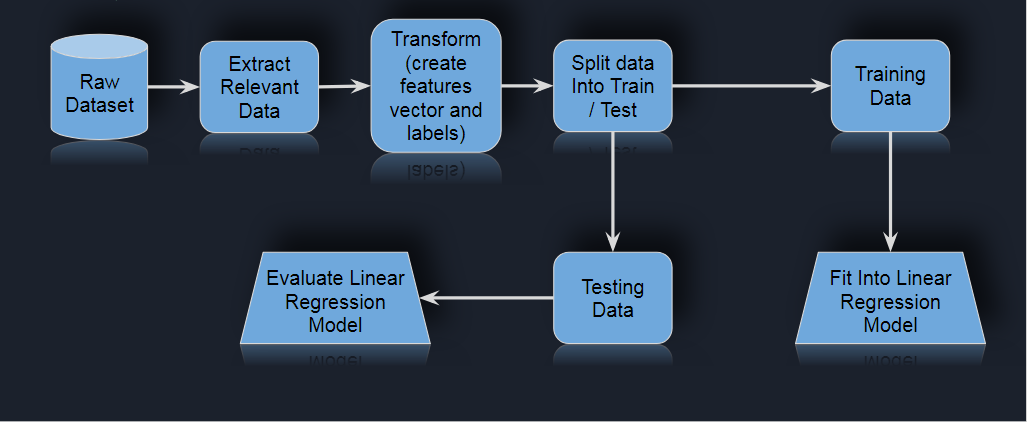 Raw
Dataset
Extract
Relevant
Data
Transform
(create
features
vector and
labels)
Split data
Into Train
/ Test
Training
Data
Evaluate Linear
Regression
Model
Testing
Data
Fit Into Linear
Regression
Model